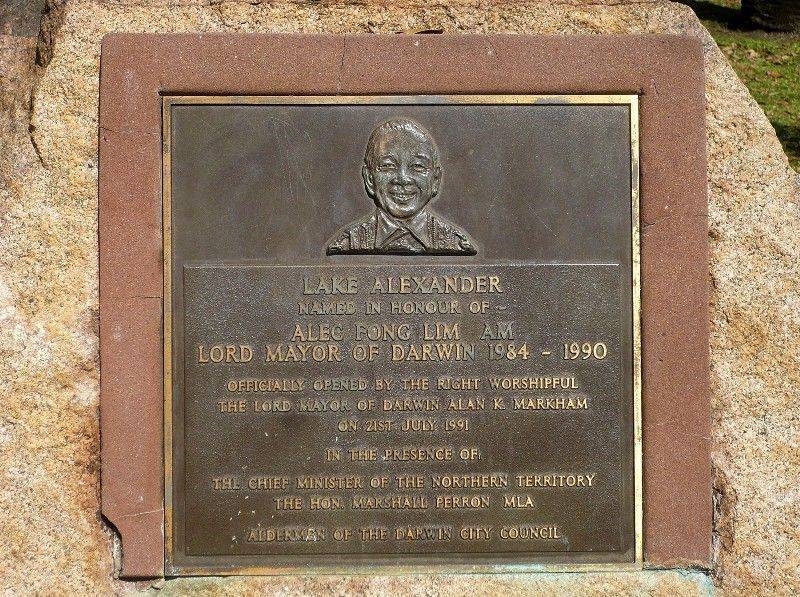 LAKE ALEXANDER
NAMED IN HONOUR OF
ALEC FONG LIM AM
LORD MAYOR OF DARWIN 1984 - 1990
OFFICIALLY OPENED BY THE RIGHT WORSHIPFUL
THE LORD MAYOR OF DARWIN ALAN K. MARKHAM
ON 21ST JULY 1991
IN THE PRESENCE OF:
THE CHIEF MINISTER OF THE NORTHERN TERRITORY
THE HON. MARSHALL PERRON MLA
ALDERMEN OF THE DARWIN CITY COUNCIL